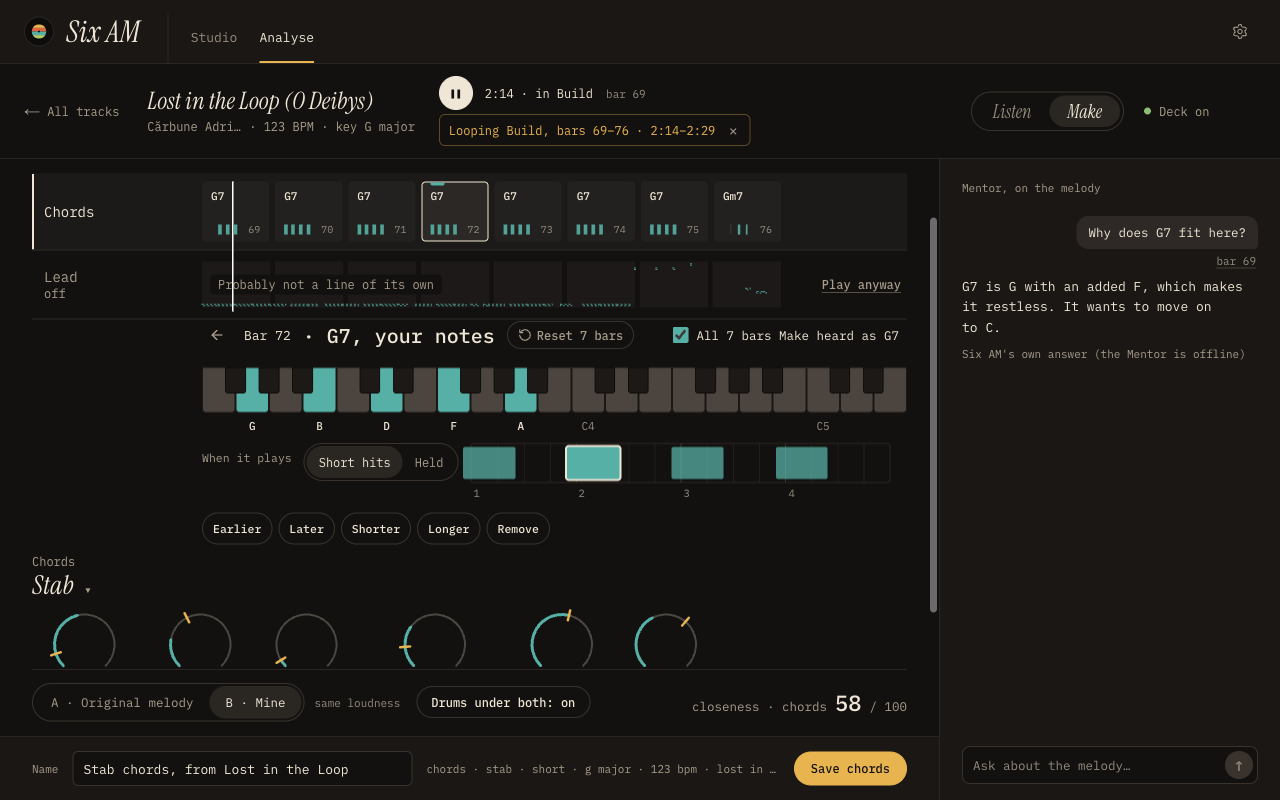 Six AM
Studio
Analyse
← All tracks
Lost in the Loop (O Deibys)
Cărbune Adri… · 123 BPM · key G major
2:14 · in Build bar 69
Looping Build, bars 69–76 · 2:14–2:29 ×
Listen
Make
Deck on
Chords
G7 69
G7 70
G7 71
G7 72
G7 73
G7 74
G7 75
Gm7 76
Lead
off
Probably not a line of its own
Play anyway
← Bar 72 · G7, your notes
Reset 7 bars
All 7 bars Make heard as G7
G B D F A C4 C5
When it plays
Short hits
Held
1 2 3 4
Earlier
Later
Shorter
Longer
Remove
Chords
Stab ▾
A · Original melody
B · Mine
same loudness
Drums under both: on
closeness · chords 58 / 100
Name
Stab chords, from Lost in the Loop
chords · stab · short · g major · 123 bpm · lost in …
Save chords
Mentor, on the melody
Why does G7 fit here?
bar 69
G7 is G with an added F, which makes
it restless. It wants to move on
to C.
Six AM's own answer (the Mentor is offline)
Ask about the melody…
↑